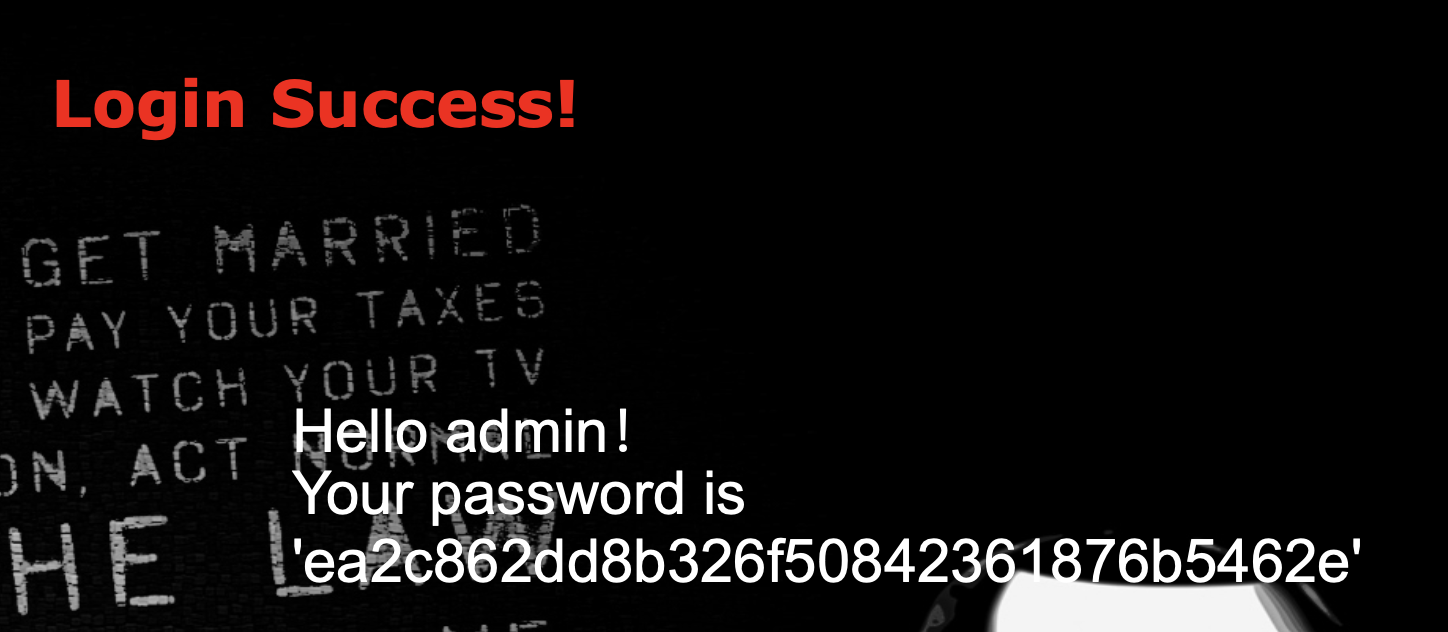 Login Success!
GET MARRIED
PAY YOUR TAXES
WATCH YOUR TV
ON, ACT NORMAL
HE LAW
Hello admin!
Your password is
'ea2c862dd8b326f50842361876b5462e'